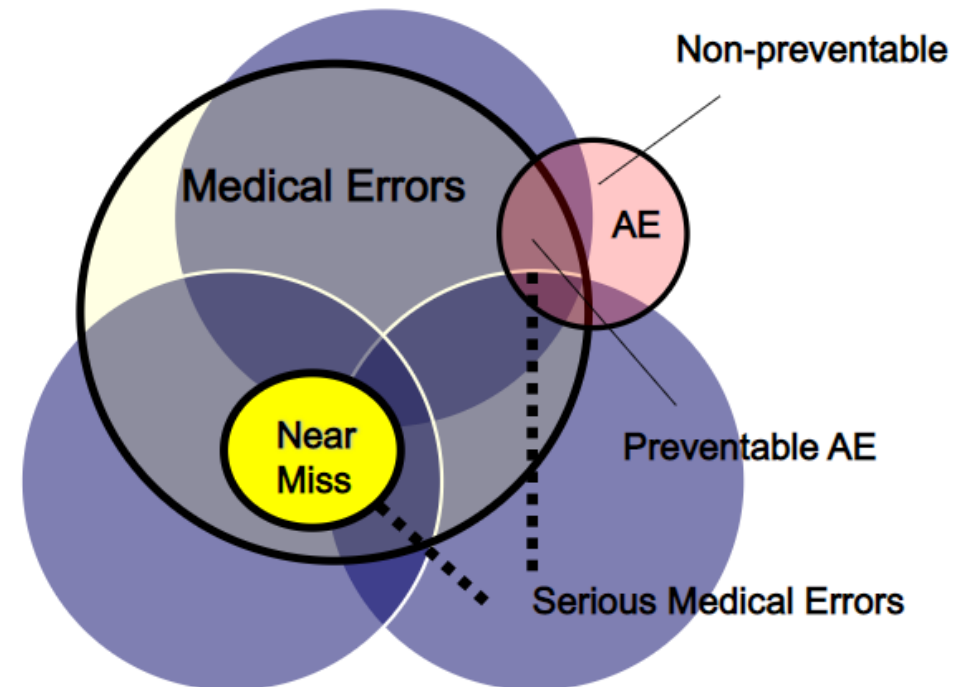 Non-preventable
Medical Errors
AE
Near
Miss
Preventable AE
Serious Medical Errors